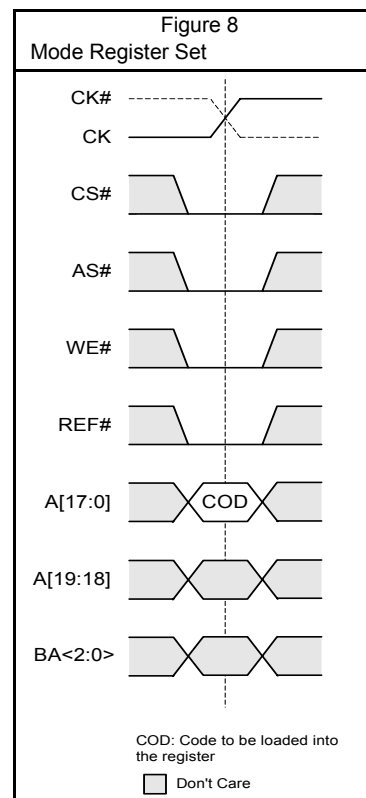 Figure 8
Mode Register Set
CK#
CK
CS#
AS#
WE#
REF#
A[17:0]
COD
A[19:18]
BA<2:0>
COD: Code to be loaded into
the register
Don't Care